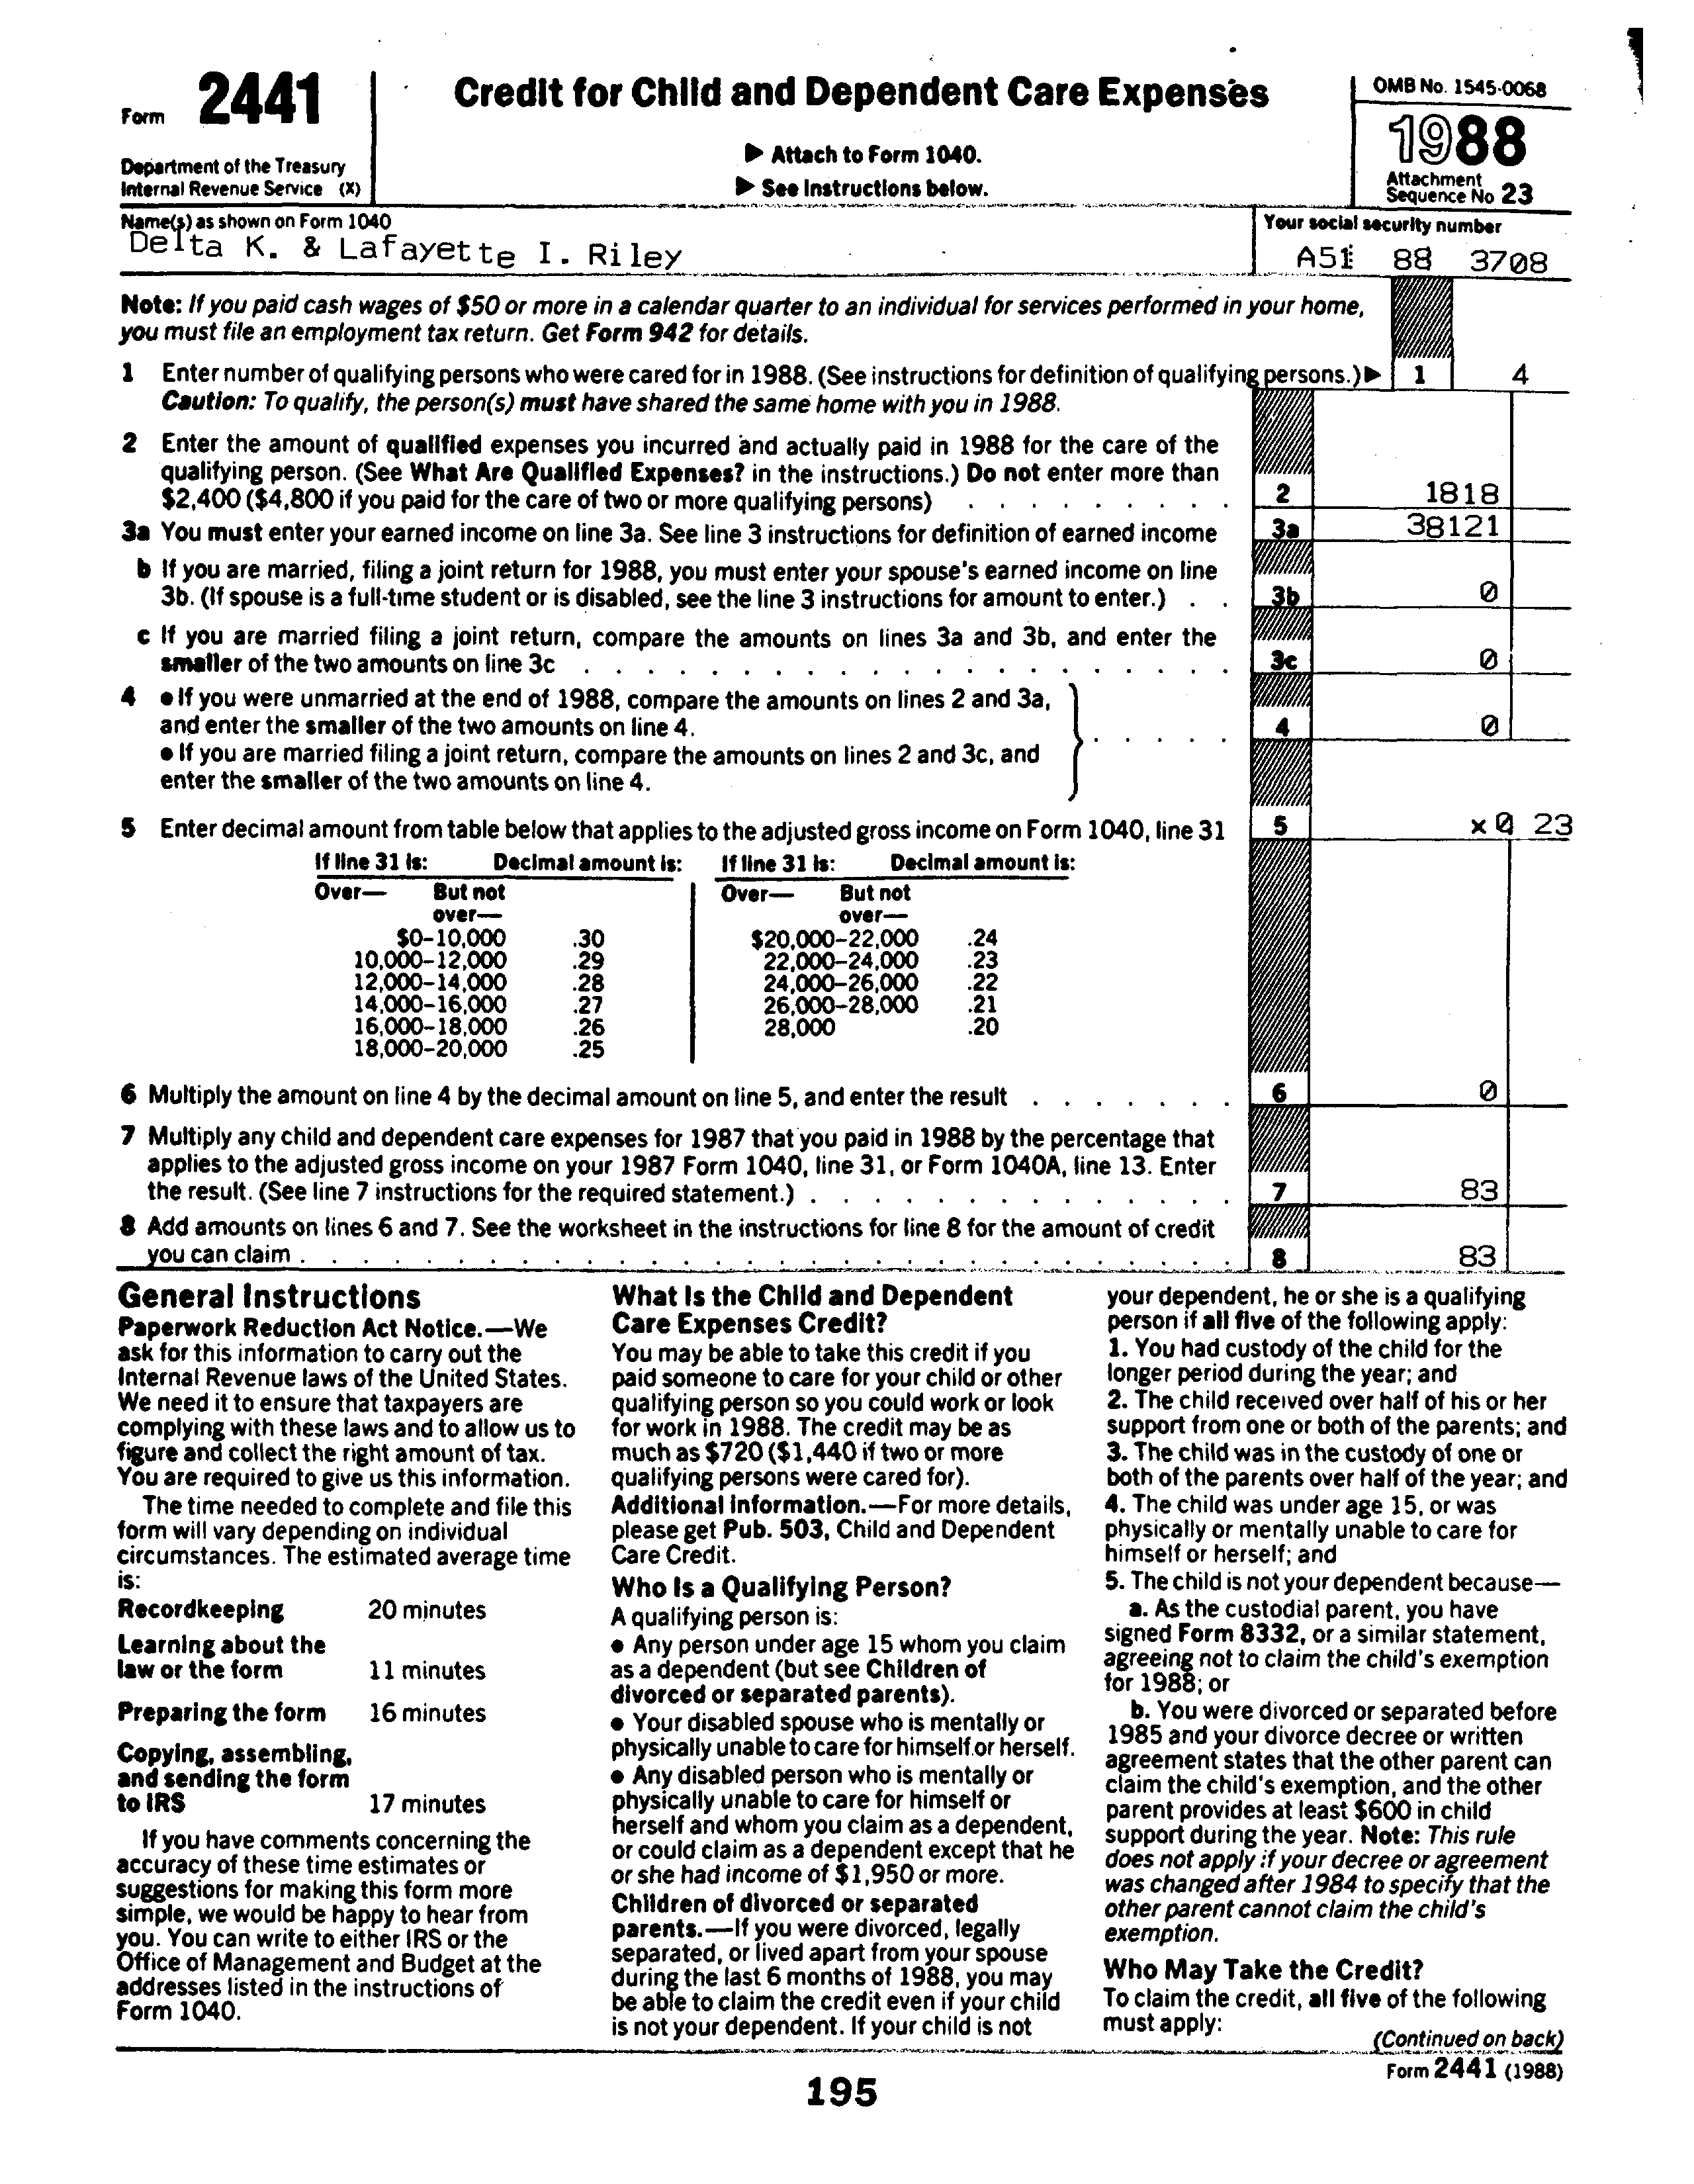 Form 2441
Department of the Treasury
Internal Revenue Service (X)
Credit for Child and Dependent Care Expenses
▶ Attach to Form 1040.
▶ See Instructions below.
OMB No. 1545-0068
1988
Attachment
Sequence No 23
Name(s) as shown on Form 1040
Delta K. & Lafayette I. Riley
Your social security number
A51 88 3708
Note: If you paid cash wages of $50 or more in a calendar quarter to an individual for services performed in your home,
you must file an employment tax return. Get Form 942 for details.
1 Enter number of qualifying persons who were cared for in 1988. (See instructions for definition of qualifying persons.) ▶ 1 4
Caution: To qualify, the person(s) must have shared the same home with you in 1988.
2 Enter the amount of qualified expenses you incurred and actually paid in 1988 for the care of the
qualifying person. (See What Are Qualified Expenses? in the instructions.) Do not enter more than
$2,400 ($4,800 if you paid for the care of two or more qualifying persons) . . . . . . . . . 2 1818
3a You must enter your earned income on line 3a. See line 3 instructions for definition of earned income 3a 38121
b If you are married, filing a joint return for 1988, you must enter your spouse's earned income on line
3b. (If spouse is a full-time student or is disabled, see the line 3 instructions for amount to enter.) . . 3b 0
c If you are married filing a joint return, compare the amounts on lines 3a and 3b, and enter the
smaller of the two amounts on line 3c . . . . . . . . . . . . . . . . . . . . . 3c 0
4 ● If you were unmarried at the end of 1988, compare the amounts on lines 2 and 3a,
and enter the smaller of the two amounts on line 4. . . . . . 4 0
● If you are married filing a joint return, compare the amounts on lines 2 and 3c, and
enter the smaller of the two amounts on line 4.
5 Enter decimal amount from table below that applies to the adjusted gross income on Form 1040, line 31 5 x 0 23
If line 31 is: Decimal amount is: If line 31 is: Decimal amount is:
Over— But not Over— But not
over— over—
$0–10,000 .30 $20,000–22,000 .24
10,000–12,000 .29 22,000–24,000 .23
12,000–14,000 .28 24,000–26,000 .22
14,000–16,000 .27 26,000–28,000 .21
16,000–18,000 .26 28,000 .20
18,000–20,000 .25
6 Multiply the amount on line 4 by the decimal amount on line 5, and enter the result . . . . . . . 6 0
7 Multiply any child and dependent care expenses for 1987 that you paid in 1988 by the percentage that
applies to the adjusted gross income on your 1987 Form 1040, line 31, or Form 1040A, line 13. Enter
the result. (See line 7 instructions for the required statement.) . . . . . . . . . . . . . . 7 83
8 Add amounts on lines 6 and 7. See the worksheet in the instructions for line 8 for the amount of credit
you can claim . . . . . . . . . . . . . . . . . . . . . . . . . . . . . . 8 83
General Instructions
Paperwork Reduction Act Notice.—We
ask for this information to carry out the
Internal Revenue laws of the United States.
We need it to ensure that taxpayers are
complying with these laws and to allow us to
figure and collect the right amount of tax.
You are required to give us this information.
The time needed to complete and file this
form will vary depending on individual
circumstances. The estimated average time
is:
Recordkeeping 20 minutes
Learning about the
law or the form 11 minutes
Preparing the form 16 minutes
Copying, assembling,
and sending the form
to IRS 17 minutes
If you have comments concerning the
accuracy of these time estimates or
suggestions for making this form more
simple, we would be happy to hear from
you. You can write to either IRS or the
Office of Management and Budget at the
addresses listed in the instructions of
Form 1040.
What Is the Child and Dependent
Care Expenses Credit?
You may be able to take this credit if you
paid someone to care for your child or other
qualifying person so you could work or look
for work in 1988. The credit may be as
much as $720 ($1,440 if two or more
qualifying persons were cared for).
Additional Information.—For more details,
please get Pub. 503, Child and Dependent
Care Credit.
Who Is a Qualifying Person?
A qualifying person is:
● Any person under age 15 whom you claim
as a dependent (but see Children of
divorced or separated parents).
● Your disabled spouse who is mentally or
physically unable to care for himself or herself.
● Any disabled person who is mentally or
physically unable to care for himself or
herself and whom you claim as a dependent,
or could claim as a dependent except that he
or she had income of $1,950 or more.
Children of divorced or separated
parents.—If you were divorced, legally
separated, or lived apart from your spouse
during the last 6 months of 1988, you may
be able to claim the credit even if your child
is not your dependent. If your child is not
your dependent, he or she is a qualifying
person if all five of the following apply:
1. You had custody of the child for the
longer period during the year; and
2. The child received over half of his or her
support from one or both of the parents; and
3. The child was in the custody of one or
both of the parents over half of the year; and
4. The child was under age 15, or was
physically or mentally unable to care for
himself or herself; and
5. The child is not your dependent because—
a. As the custodial parent, you have
signed Form 8332, or a similar statement,
agreeing not to claim the child's exemption
for 1988; or
b. You were divorced or separated before
1985 and your divorce decree or written
agreement states that the other parent can
claim the child's exemption, and the other
parent provides at least $600 in child
support during the year. Note: This rule
does not apply if your decree or agreement
was changed after 1984 to specify that the
other parent cannot claim the child's
exemption.
Who May Take the Credit?
To claim the credit, all five of the following
must apply:
(Continued on back)
Form 2441 (1988)
195